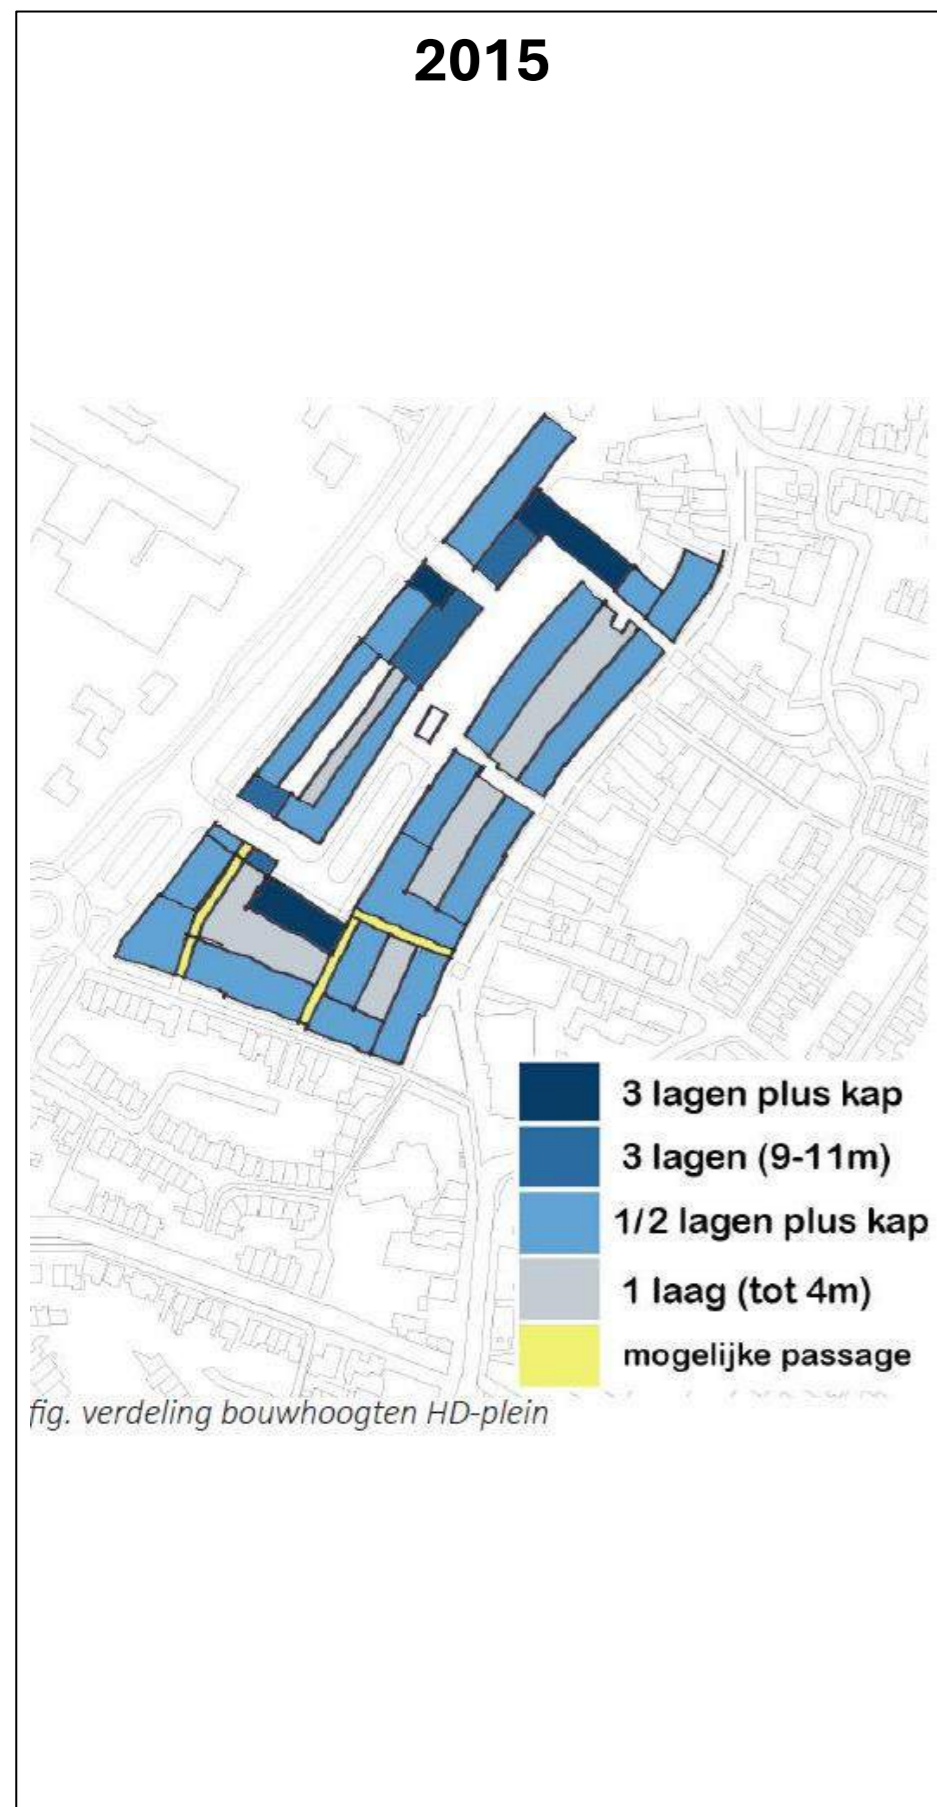 2015
3 lagen plus kap
3 lagen (9-11m)
1/2 lagen plus kap
1 laag (tot 4m)
mogelijke passage
fig. verdeling bouwhoogten HD-plein